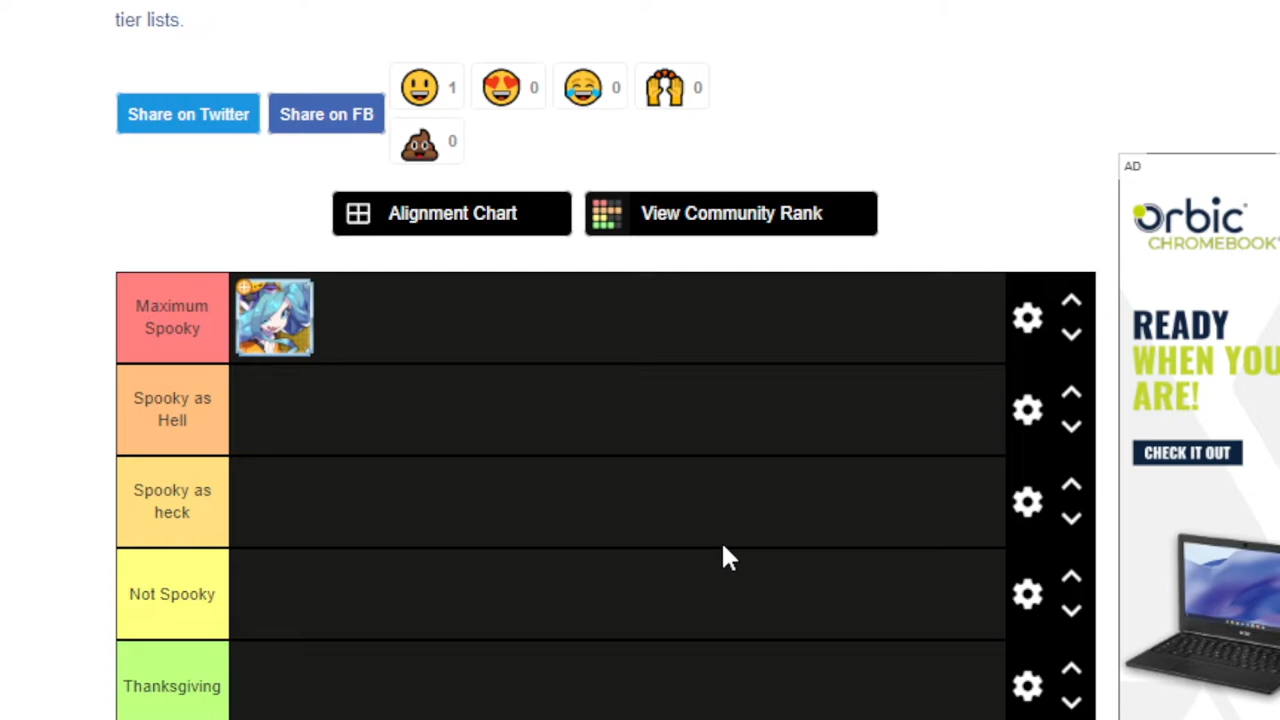 tier lists.
1
0
0
0
Share on Twitter
Share on FB
0
AD
Alignment Chart
View Community Rank
Orbic
CHROMEBOOK
Maximum
Spooky
READY
WHEN YOU
ARE!
Spooky as
Hell
CHECK IT OUT
Spooky as
heck
Not Spooky
Thanksgiving